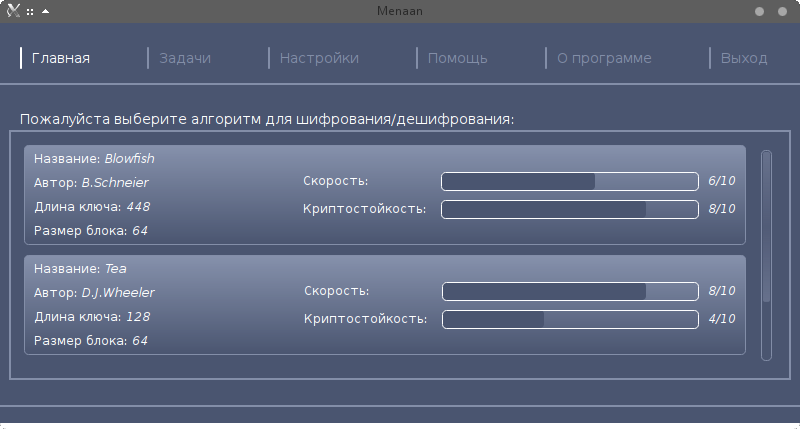 Menaan
Главная Задачи Настройки Помощь О программе Выход
Пожалуйста выберите алгоритм для шифрования/дешифрования:
Название: Blowfish
Автор: B.Schneier
Скорость: 6/10
Длина ключа: 448
Криптостойкость: 8/10
Размер блока: 64
Название: Tea
Автор: D.J.Wheeler
Скорость: 8/10
Длина ключа: 128
Криптостойкость: 4/10
Размер блока: 64